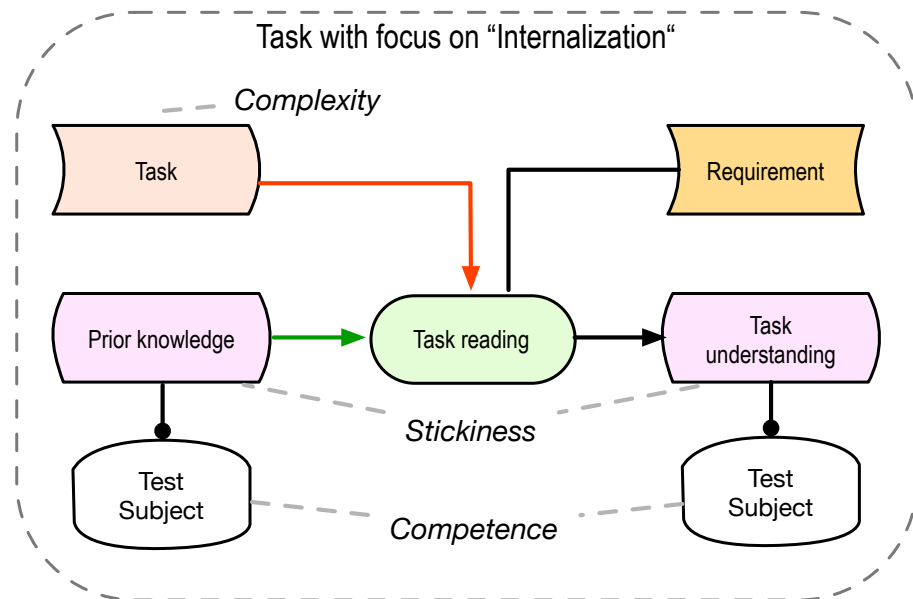 Task with focus on “Internalization“
Complexity
Task
Requirement
Prior knowledge
Task reading
Task
understanding
Stickiness
Test
Subject
Test
Subject
Competence